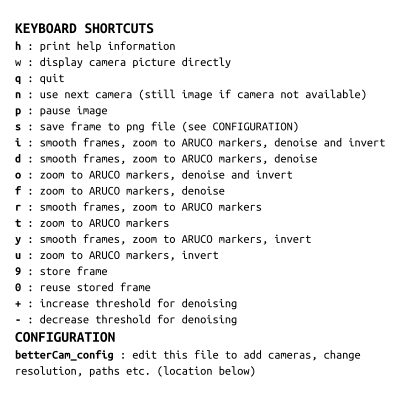 KEYBOARD SHORTCUTS
h : print help information
w : display camera picture directly
q : quit
n : use next camera (still image if camera not available)
p : pause image
s : save frame to png file (see CONFIGURATION)
i : smooth frames, zoom to ARUCO markers, denoise and invert
d : smooth frames, zoom to ARUCO markers, denoise
o : zoom to ARUCO markers, denoise and invert
f : zoom to ARUCO markers, denoise
r : smooth frames, zoom to ARUCO markers
t : zoom to ARUCO markers
y : smooth frames, zoom to ARUCO markers, invert
u : zoom to ARUCO markers, invert
9 : store frame
0 : reuse stored frame
+ : increase threshold for denoising
- : decrease threshold for denoising
CONFIGURATION
betterCam_config : edit this file to add cameras, change
resolution, paths etc. (location below)